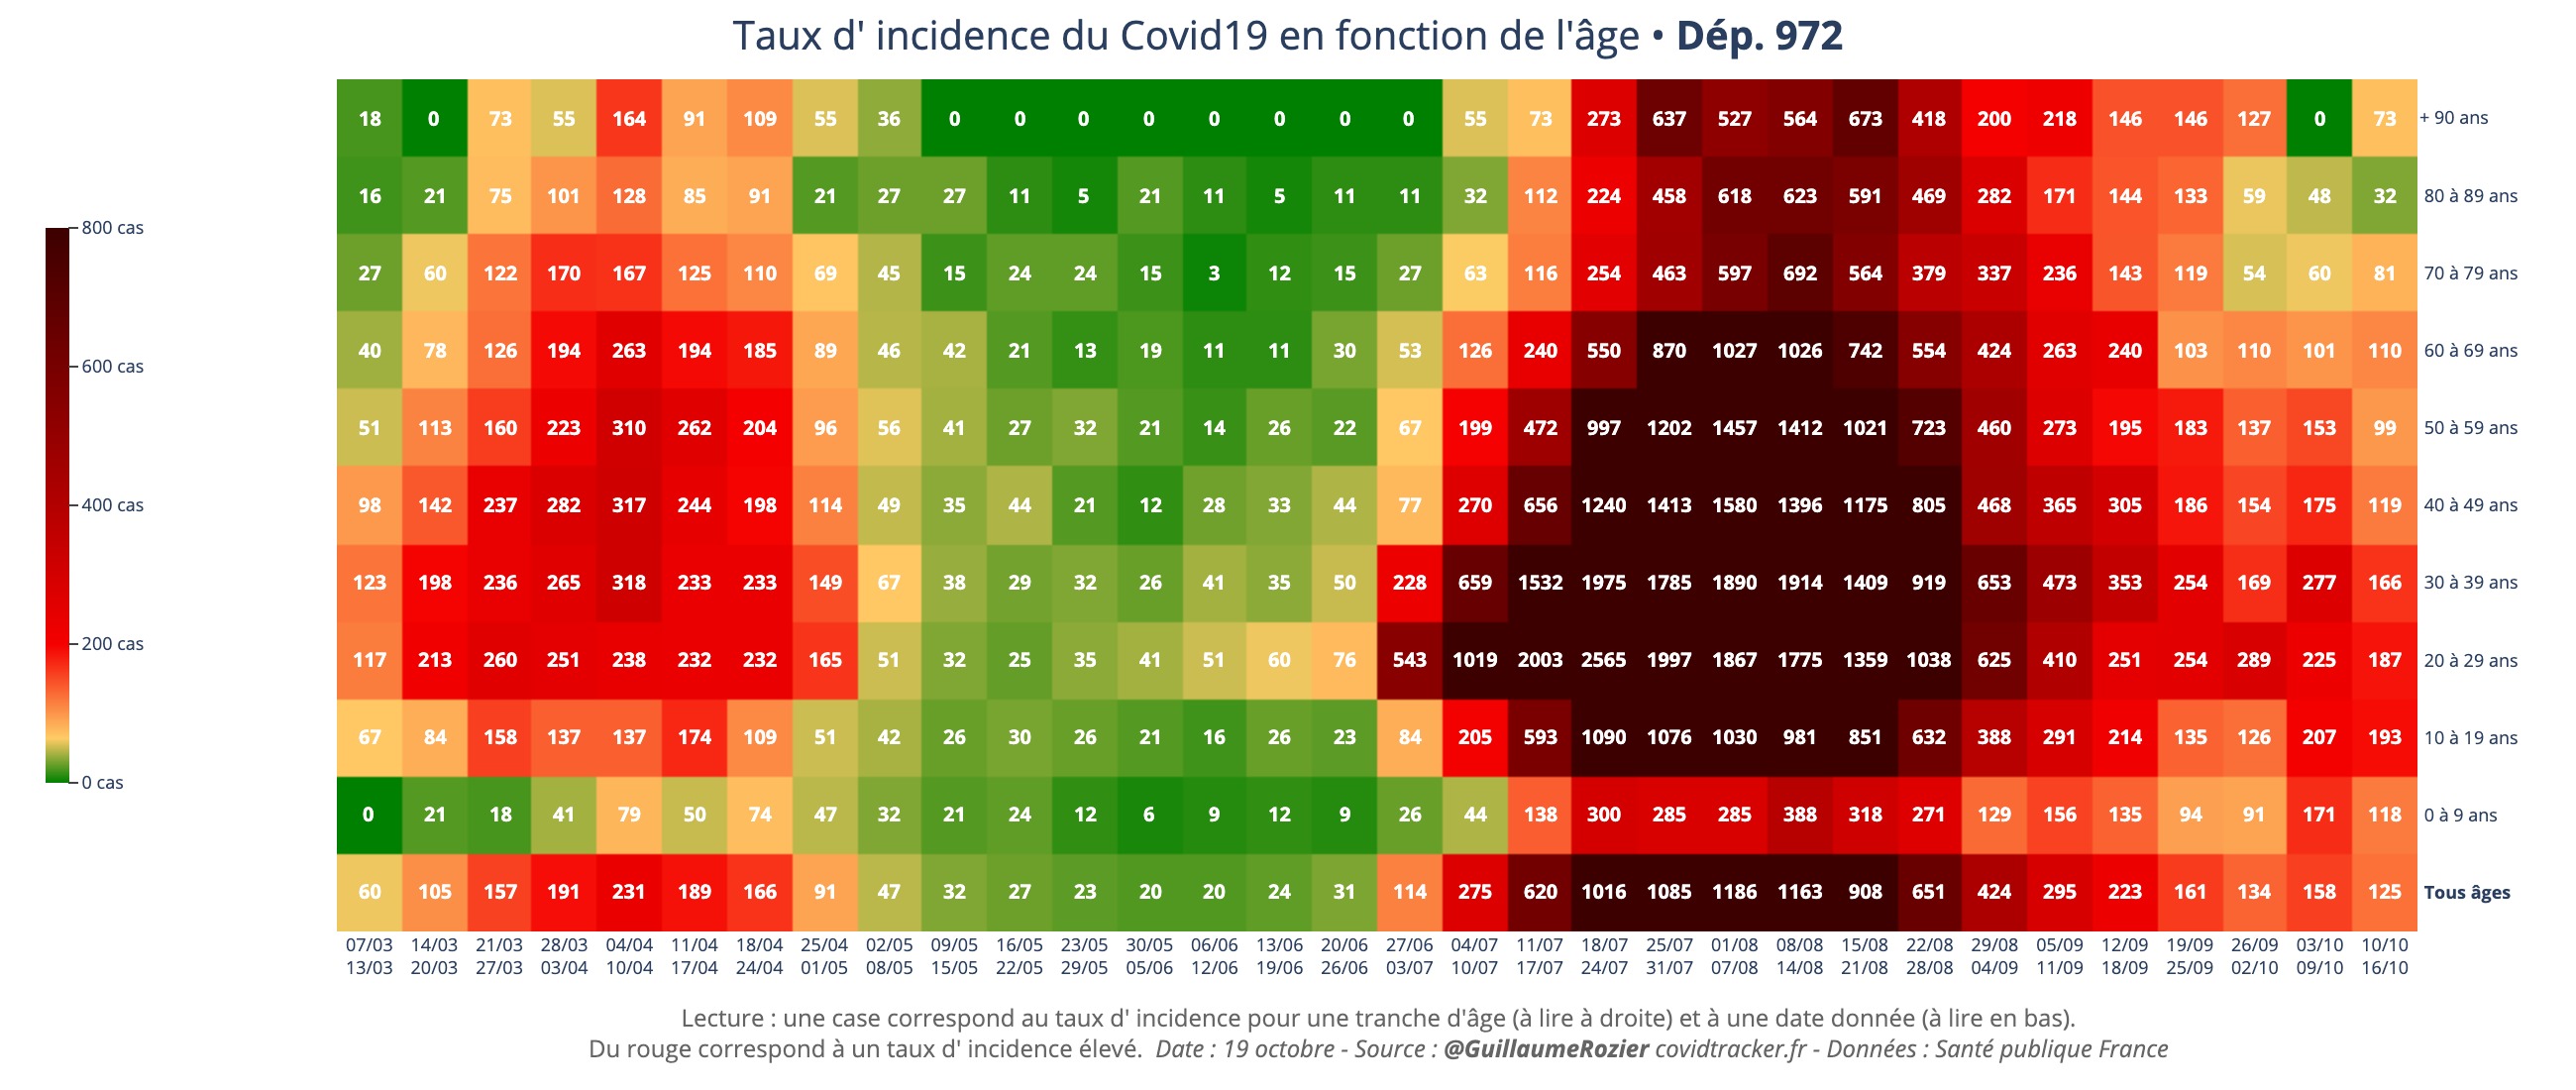 Taux d' incidence du Covid19 en fonction de l'âge • Dép. 972
800 cas
600 cas
400 cas
200 cas
0 cas
18 0 73 55 164 91 109 55 36 0 0 0 0 0 0 0 0 55 73 273 637 527 564 673 418 200 218 146 146 127 0 73 + 90 ans
16 21 75 101 128 85 91 21 27 27 11 5 21 11 5 11 11 32 112 224 458 618 623 591 469 282 171 144 133 59 48 32 80 à 89 ans
27 60 122 170 167 125 110 69 45 15 24 24 15 3 12 15 27 63 116 254 463 597 692 564 379 337 236 143 119 54 60 81 70 à 79 ans
40 78 126 194 263 194 185 89 46 42 21 13 19 11 11 30 53 126 240 550 870 1027 1026 742 554 424 263 240 103 110 101 110 60 à 69 ans
51 113 160 223 310 262 204 96 56 41 27 32 21 14 26 22 67 199 472 997 1202 1457 1412 1021 723 460 273 195 183 137 153 99 50 à 59 ans
98 142 237 282 317 244 198 114 49 35 44 21 12 28 33 44 77 270 656 1240 1413 1580 1396 1175 805 468 365 305 186 154 175 119 40 à 49 ans
123 198 236 265 318 233 233 149 67 38 29 32 26 41 35 50 228 659 1532 1975 1785 1890 1914 1409 919 653 473 353 254 169 277 166 30 à 39 ans
117 213 260 251 238 232 232 165 51 32 25 35 41 51 60 76 543 1019 2003 2565 1997 1867 1775 1359 1038 625 410 251 254 289 225 187 20 à 29 ans
67 84 158 137 137 174 109 51 42 26 30 26 21 16 26 23 84 205 593 1090 1076 1030 981 851 632 388 291 214 135 126 207 193 10 à 19 ans
0 21 18 41 79 50 74 47 32 21 24 12 6 9 12 9 26 44 138 300 285 285 388 318 271 129 156 135 94 91 171 118 0 à 9 ans
60 105 157 191 231 189 166 91 47 32 27 23 20 20 24 31 114 275 620 1016 1085 1186 1163 908 651 424 295 223 161 134 158 125 Tous âges
07/03 14/03 21/03 28/03 04/04 11/04 18/04 25/04 02/05 09/05 16/05 23/05 30/05 06/06 13/06 20/06 27/06 04/07 11/07 18/07 25/07 01/08 08/08 15/08 22/08 29/08 05/09 12/09 19/09 26/09 03/10 10/10
13/03 20/03 27/03 03/04 10/04 17/04 24/04 01/05 08/05 15/05 22/05 29/05 05/06 12/06 19/06 26/06 03/07 10/07 17/07 24/07 31/07 07/08 14/08 21/08 28/08 04/09 11/09 18/09 25/09 02/10 09/10 16/10
Lecture : une case correspond au taux d' incidence pour une tranche d'âge (à lire à droite) et à une date donnée (à lire en bas).
Du rouge correspond à un taux d' incidence élevé. Date : 19 octobre - Source : @GuillaumeRozier covidtracker.fr - Données : Santé publique France